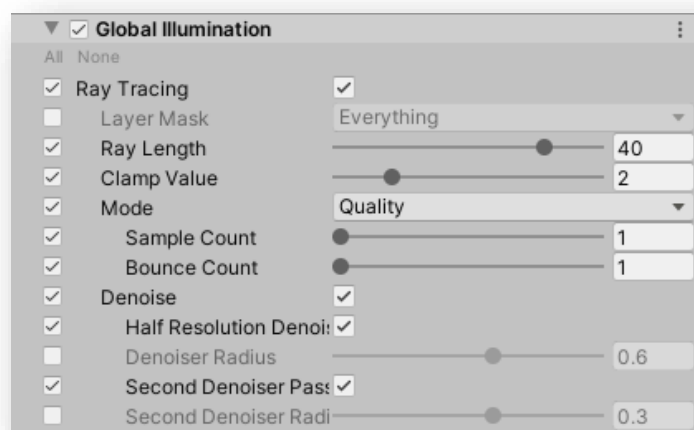 Global Illumination
All None
Ray Tracing
Layer Mask Everything
Ray Length 40
Clamp Value 2
Mode Quality
Sample Count 1
Bounce Count 1
Denoise
Half Resolution Denoi
Denoiser Radius 0.6
Second Denoiser Pass
Second Denoiser Radi 0.3